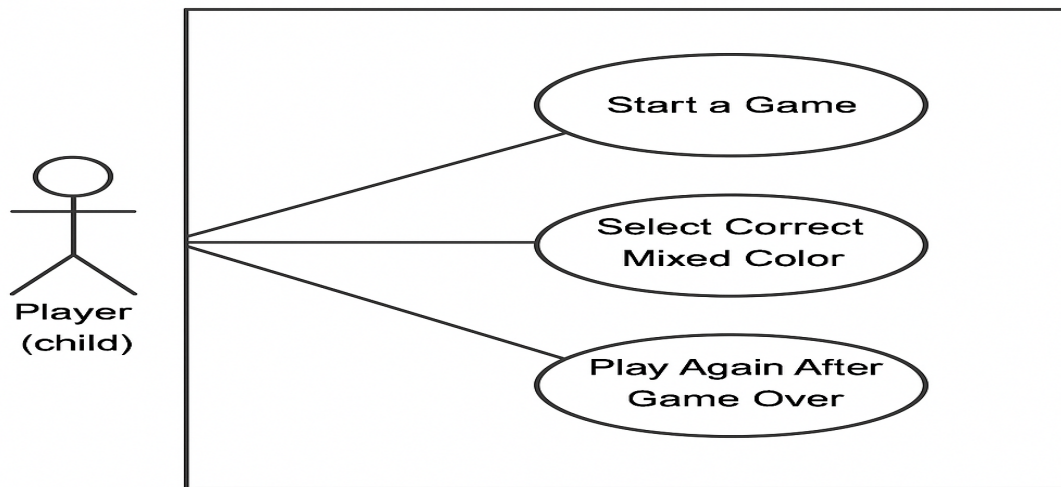 Start a Game
Select Correct
Mixed Color
Player
(child)
Play Again After
Game Over